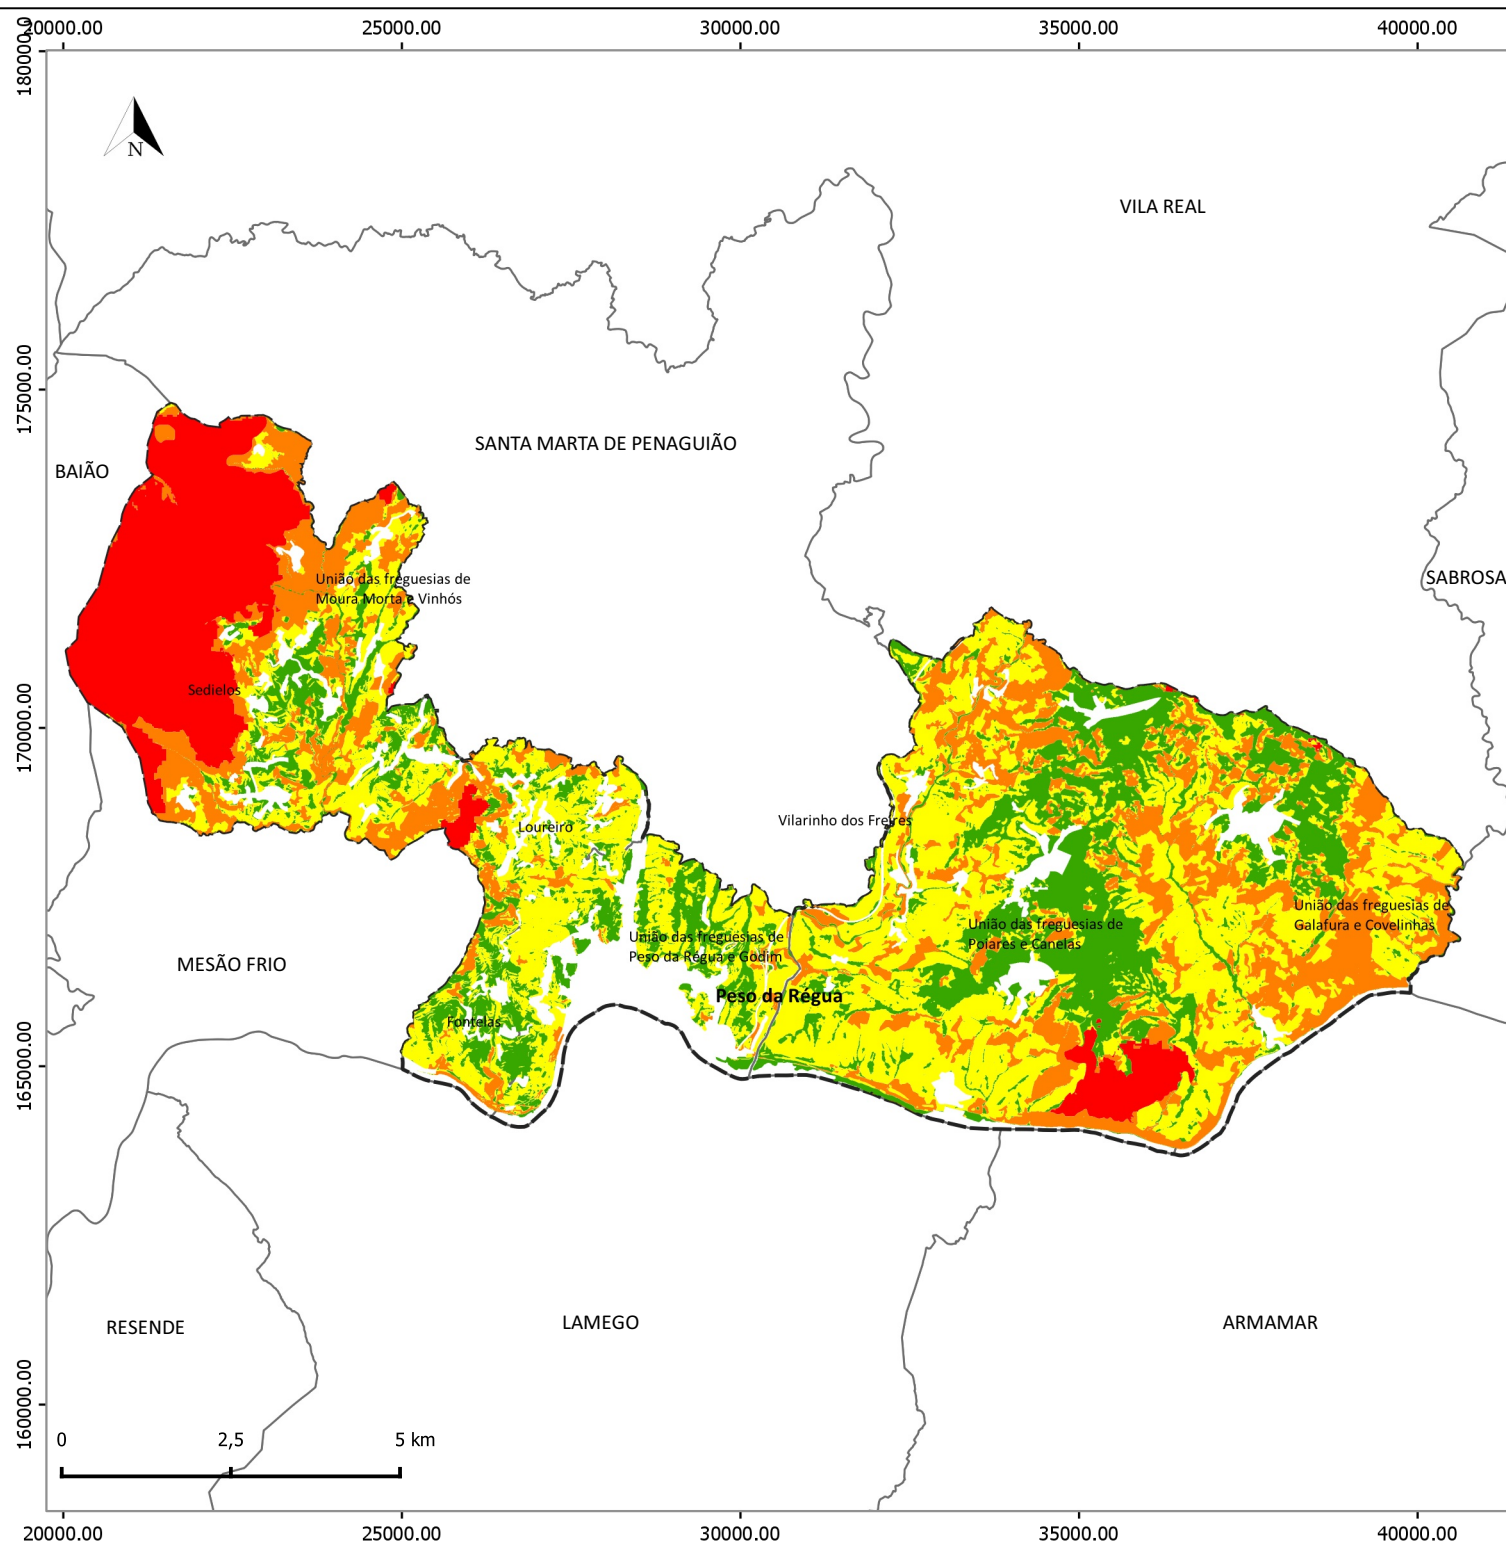 20000.00
25000.00
30000.00
35000.00
40000.00
180000.00
N
VILA REAL
175000.00
SANTA MARTA DE PENAGUIÃO
BAIÃO
União das freguesias de
Moura Morta e Vinhós
SABROSA
Sedielos
170000.00
Vilarinho dos Freires
Loureiro
União das freguesias de
Galafura e Covelinhas
União das freguesias de
Poiares e Canelas
União das freguesias de
Peso da Régua e Godim
MESÃO FRIO
Peso da Régua
Fontelas
165000.00
RESENDE
LAMEGO
ARMAMAR
160000.00
0
2,5
5 km
20000.00
25000.00
30000.00
35000.00
40000.00